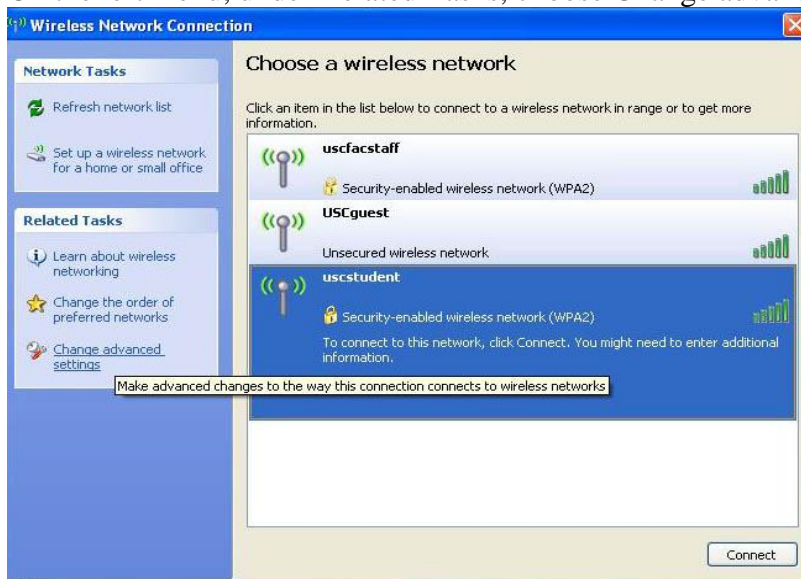 Wireless Network Connection
Network Tasks
Refresh network list
Set up a wireless network
for a home or small office
Related Tasks
Learn about wireless
networking
Change the order of
preferred networks
Change advanced
settings
Choose a wireless network
Click an item in the list below to connect to a wireless network in range or to get more
information.
uscfacstaff
Security-enabled wireless network (WPA2)
USCguest
Unsecured wireless network
uscstudent
Security-enabled wireless network (WPA2)
To connect to this network, click Connect. You might need to enter additional
information.
Make advanced changes to the way this connection connects to wireless networks
Connect